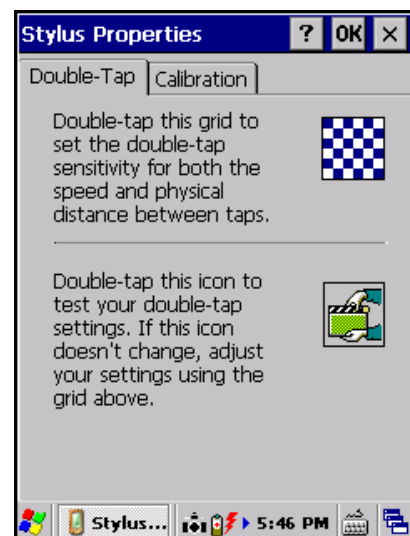 Stylus Properties ? OK ×
Double-Tap Calibration
Double-tap this grid to
set the double-tap
sensitivity for both the
speed and physical
distance between taps.
Double-tap this icon to
test your double-tap
settings. If this icon
doesn't change, adjust
your settings using the
grid above.
Stylus... 5:46 PM